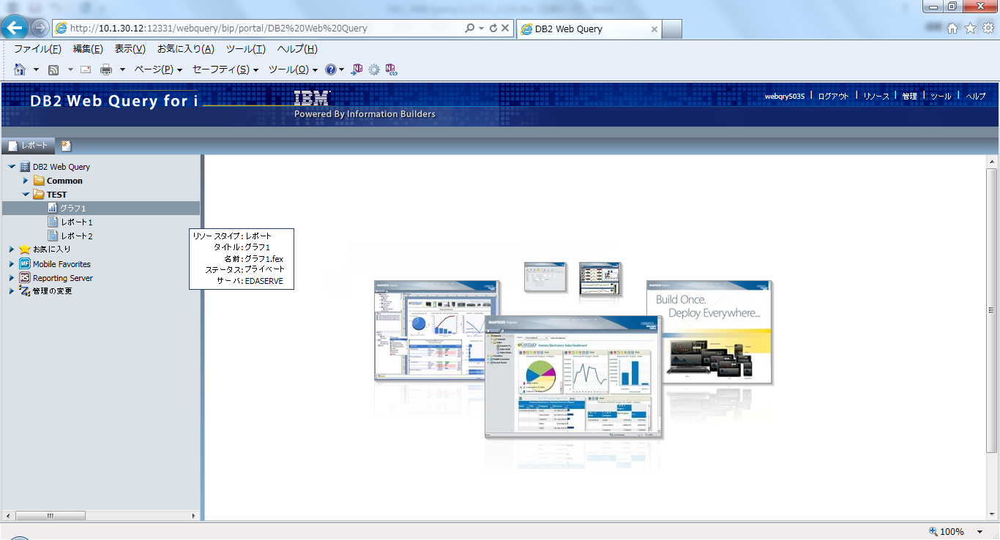 http://10.1.30.12:12331/webquery/bip/portal/DB2%20Web%20Query
DB2 Web Query
ファイル(F) 編集(E) 表示(V) お気に入り(A) ツール(T) ヘルプ(H)
ページ(P) セーフティ(S) ツール(O)
DB2 Web Query for i
IBM
Powered By Information Builders
webqry5035 | ログアウト | リソース | 管理 | ツール | ヘルプ
レポート
DB2 Web Query
Common
TEST
グラフ1
レポート1
レポート2
お気に入り
MF Mobile Favorites
RS Reporting Server
管理の変更
リソースタイプ: レポート
タイトル: グラフ1
名前: グラフ1.fex
ステータス: プライベート
サーバ: EDASERVE
Build Once.
Deploy Everywhere...
WebFOCUS Express
Century Electronics Sales Dashboard
100%